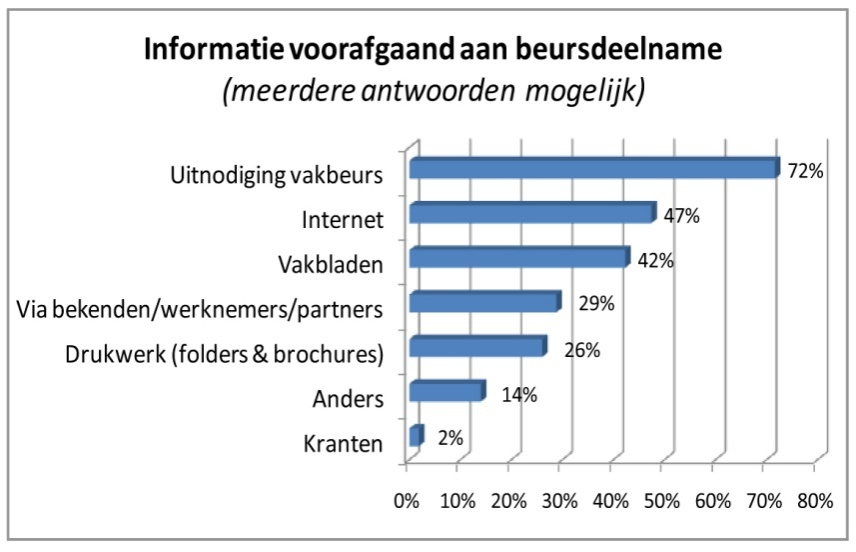 Informatie voorafgaand aan beursdeelname
(meerdere antwoorden mogelijk)
Uitnodiging vakbeurs 72%
Internet 47%
Vakbladen 42%
Via bekenden/werknemers/partners 29%
Drukwerk (folders & brochures) 26%
Anders 14%
Kranten 2%
0% 10% 20% 30% 40% 50% 60% 70% 80%